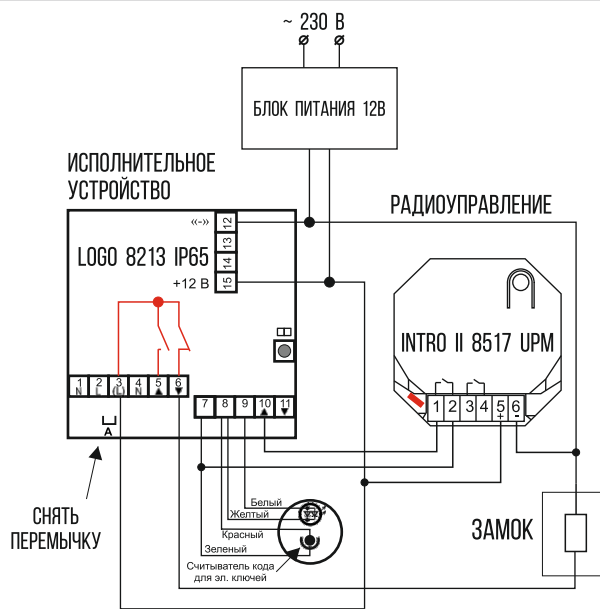 ~ 230 В
БЛОК ПИТАНИЯ 12В
ИСПОЛНИТЕЛЬНОЕ
УСТРОЙСТВО
РАДИОУПРАВЛЕНИЕ
«-»
12
13
14
15
LOGO 8213 IP65
+12 В
INTRO II 8517 UPM
1 2 3 4 5 6
N L (L) N ▲ ▼
7 8 9 10 11
▲ ▼
1 2 3 4 5 6
+ -
A
СНЯТЬ
ПЕРЕМЫЧКУ
Белый
Желтый
Красный
Зеленый
Считыватель кода
для эл. ключей
ЗАМОК